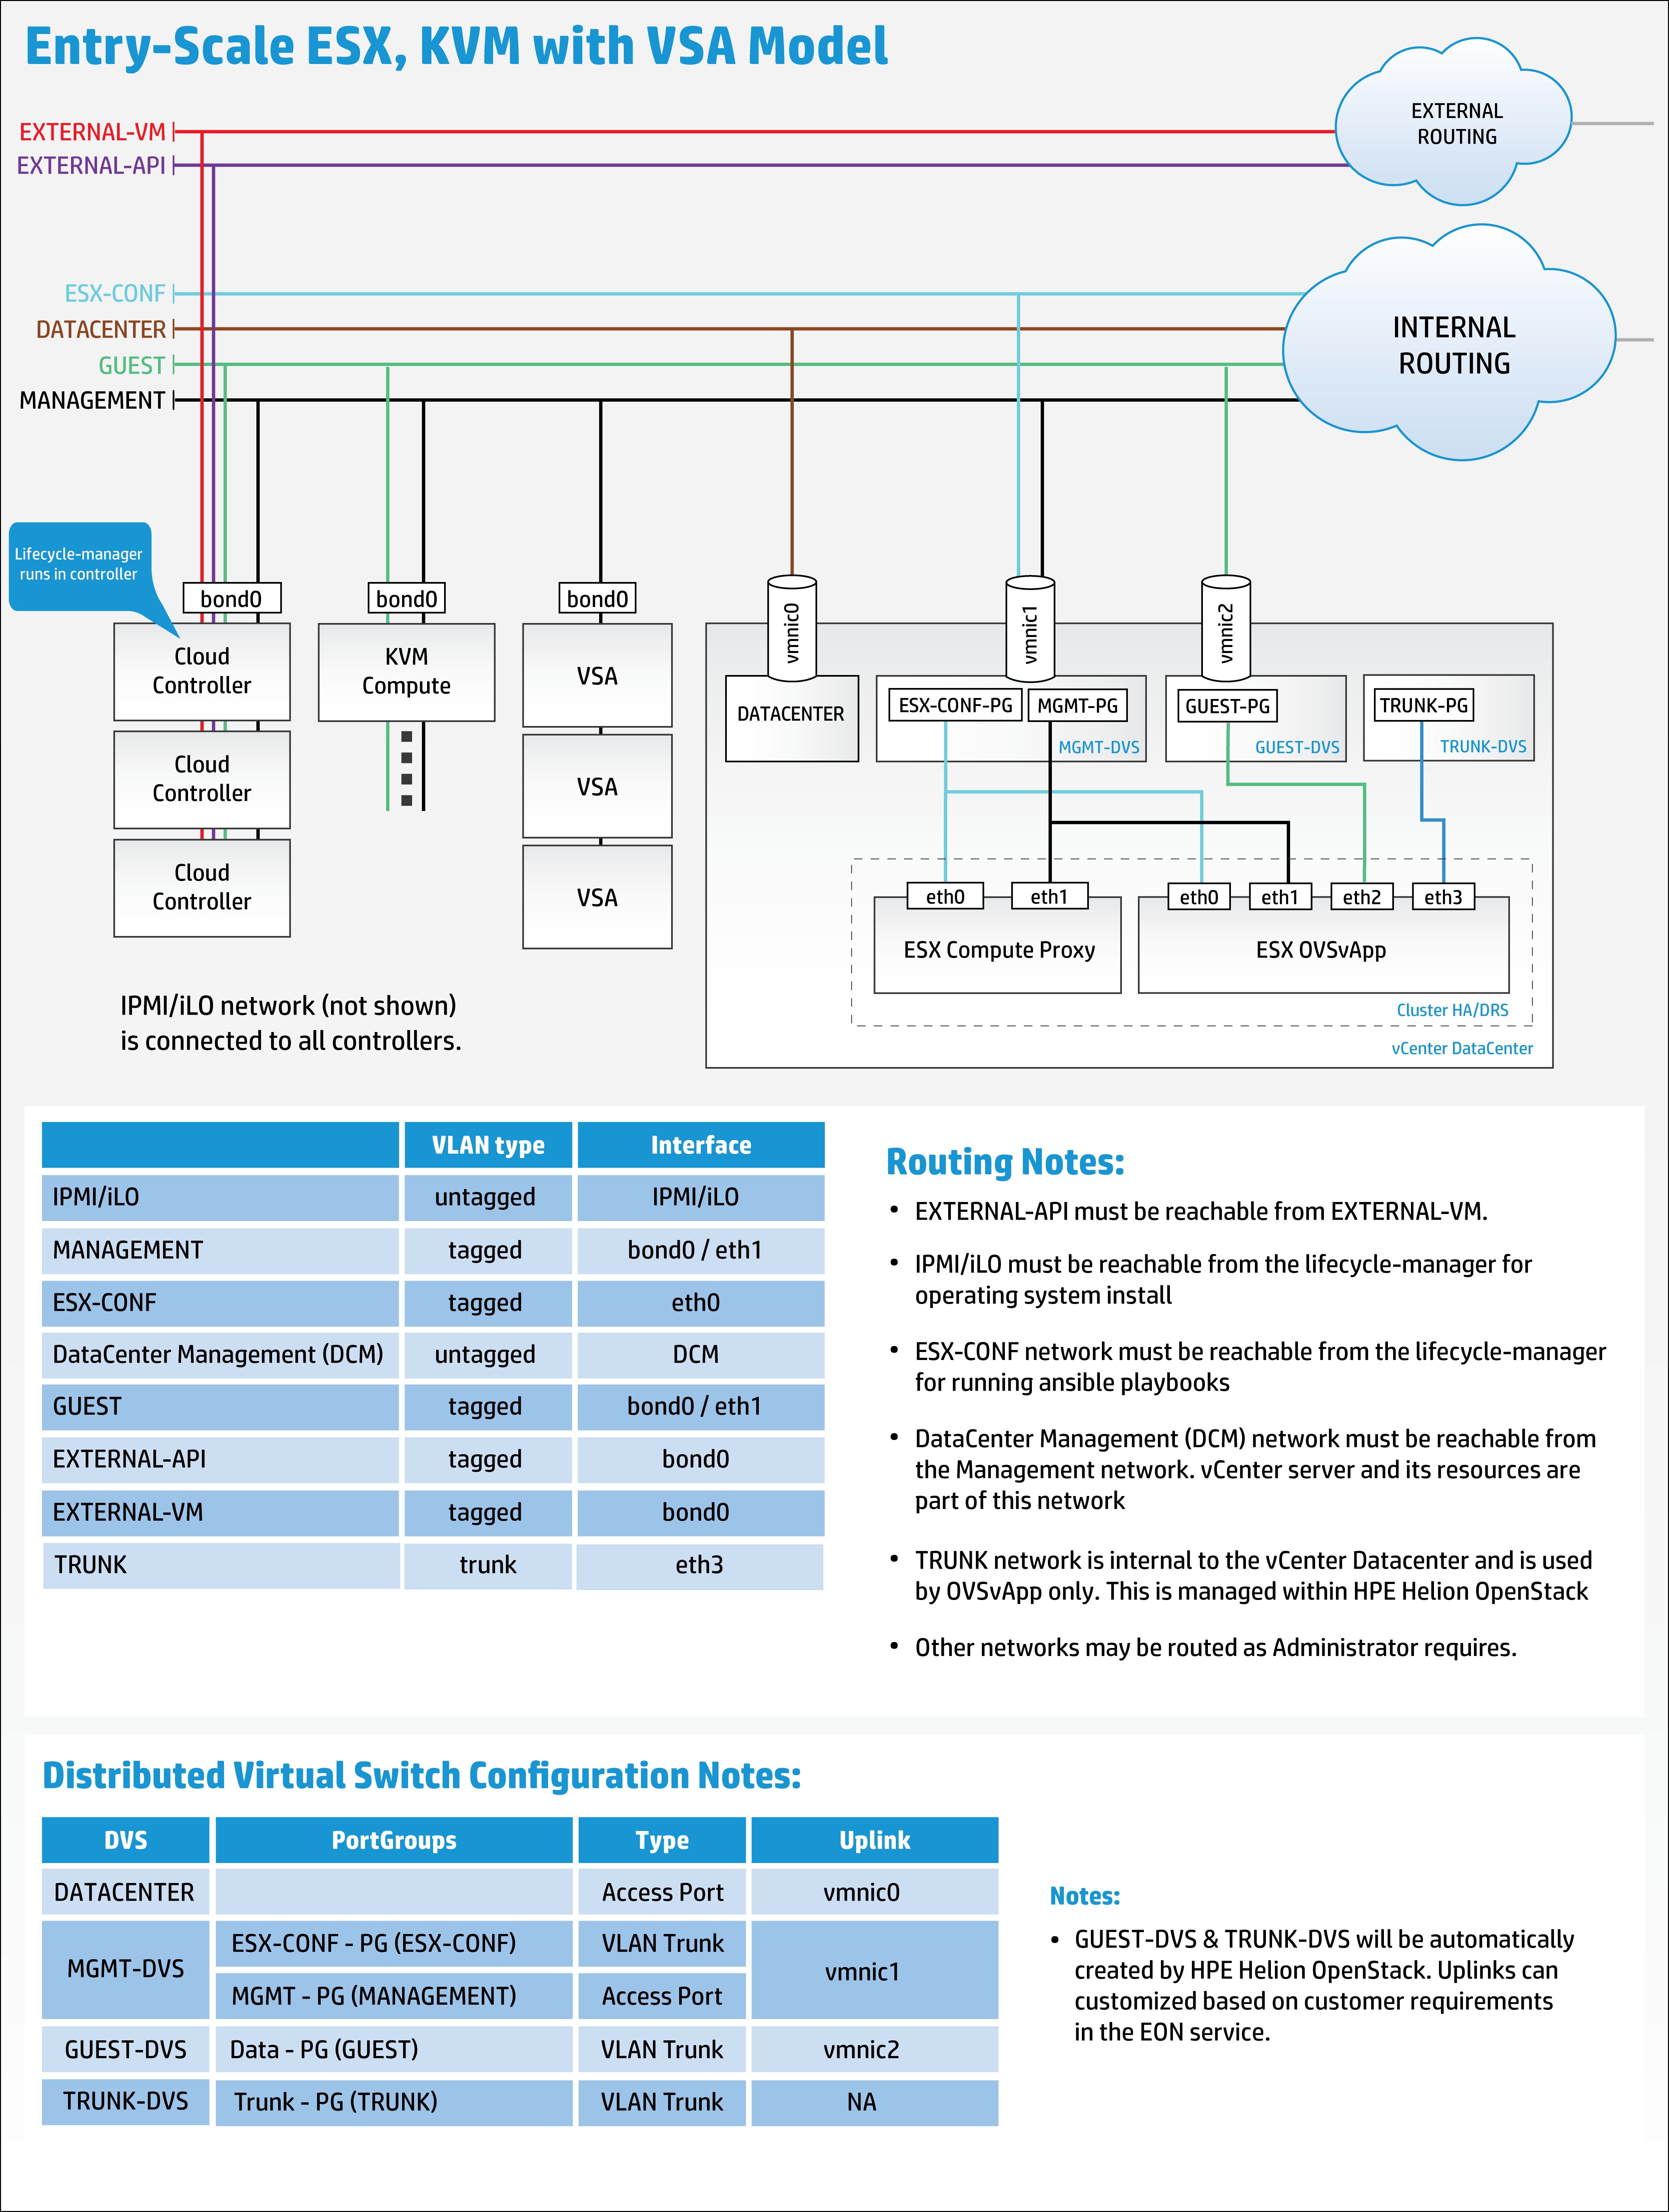 Entry-Scale ESX, KVM with VSA Model
EXTERNAL-VM
EXTERNAL-API
EXTERNAL
ROUTING
ESX-CONF
DATACENTER
GUEST
MANAGEMENT
INTERNAL
ROUTING
Lifecycle-manager
runs in controller
bond0
bond0
bond0
vmnic0
vmnic1
vmnic2
Cloud
Controller
KVM
Compute
VSA
DATACENTER
ESX-CONF-PG
MGMT-PG
MGMT-DVS
GUEST-PG
GUEST-DVS
TRUNK-PG
TRUNK-DVS
Cloud
Controller
VSA
Cloud
Controller
VSA
eth0
eth1
eth0
eth1
eth2
eth3
ESX Compute Proxy
ESX OVSvApp
Cluster HA/DRS
vCenter DataCenter
IPMI/iLO network (not shown)
is connected to all controllers.
VLAN type Interface
IPMI/iLO untagged IPMI/iLO
MANAGEMENT tagged bond0 / eth1
ESX-CONF tagged eth0
DataCenter Management (DCM) untagged DCM
GUEST tagged bond0 / eth1
EXTERNAL-API tagged bond0
EXTERNAL-VM tagged bond0
TRUNK trunk eth3
Routing Notes:
• EXTERNAL-API must be reachable from EXTERNAL-VM.
• IPMI/iLO must be reachable from the lifecycle-manager for
operating system install
• ESX-CONF network must be reachable from the lifecycle-manager
for running ansible playbooks
• DataCenter Management (DCM) network must be reachable from
the Management network. vCenter server and its resources are
part of this network
• TRUNK network is internal to the vCenter Datacenter and is used
by OVSvApp only. This is managed within HPE Helion OpenStack
• Other networks may be routed as Administrator requires.
Distributed Virtual Switch Configuration Notes:
DVS PortGroups Type Uplink
DATACENTER Access Port vmnic0
MGMT-DVS ESX-CONF - PG (ESX-CONF) VLAN Trunk vmnic1
MGMT - PG (MANAGEMENT) Access Port
GUEST-DVS Data - PG (GUEST) VLAN Trunk vmnic2
TRUNK-DVS Trunk - PG (TRUNK) VLAN Trunk NA
Notes:
• GUEST-DVS & TRUNK-DVS will be automatically
created by HPE Helion OpenStack. Uplinks can
customized based on customer requirements
in the EON service.